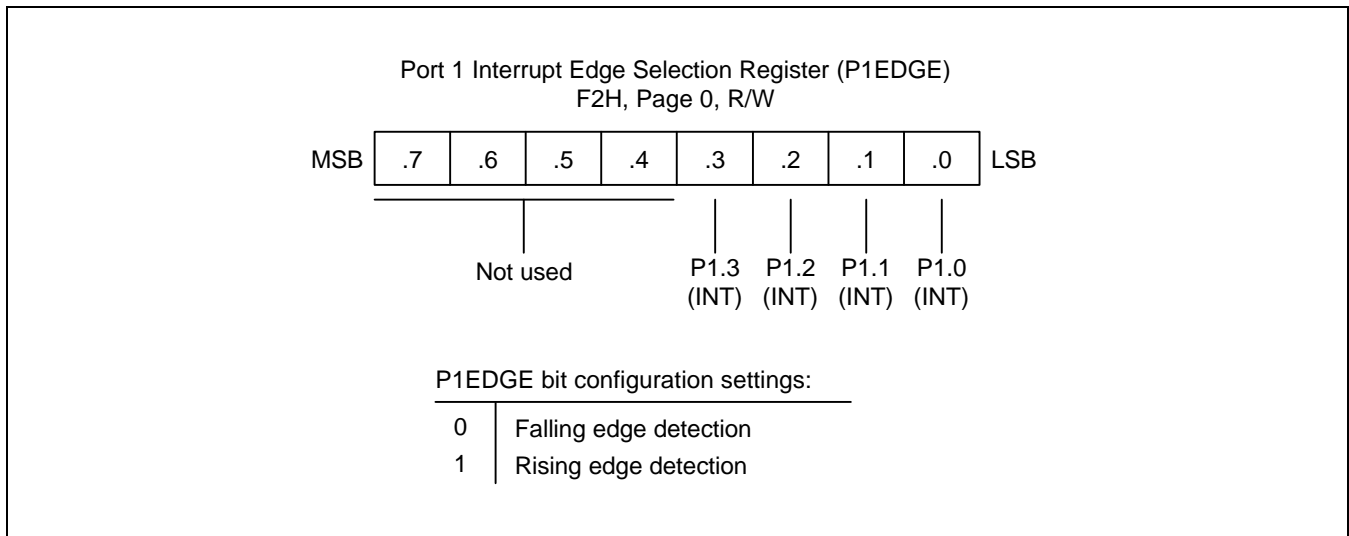 Port 1 Interrupt Edge Selection Register (P1EDGE)
F2H, Page 0, R/W
MSB .7 .6 .5 .4 .3 .2 .1 .0 LSB
Not used P1.3 P1.2 P1.1 P1.0
(INT) (INT) (INT) (INT)
P1EDGE bit configuration settings:
0 Falling edge detection
1 Rising edge detection